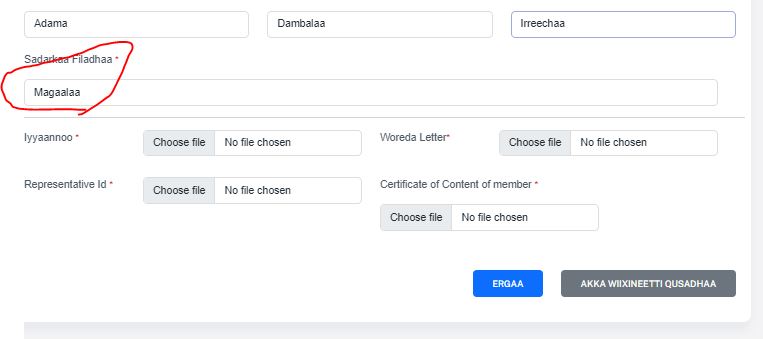 Adama Dambalaa Irreechaa
Sadarkaa Filadhaa *
Magaalaa
Iyyaannoo * Choose file No file chosen Woreda Letter* Choose file No file chosen
Representative Id * Choose file No file chosen Certificate of Content of member *
Choose file No file chosen
ERGAA AKKA WIIXINEETTI QUSADHAA